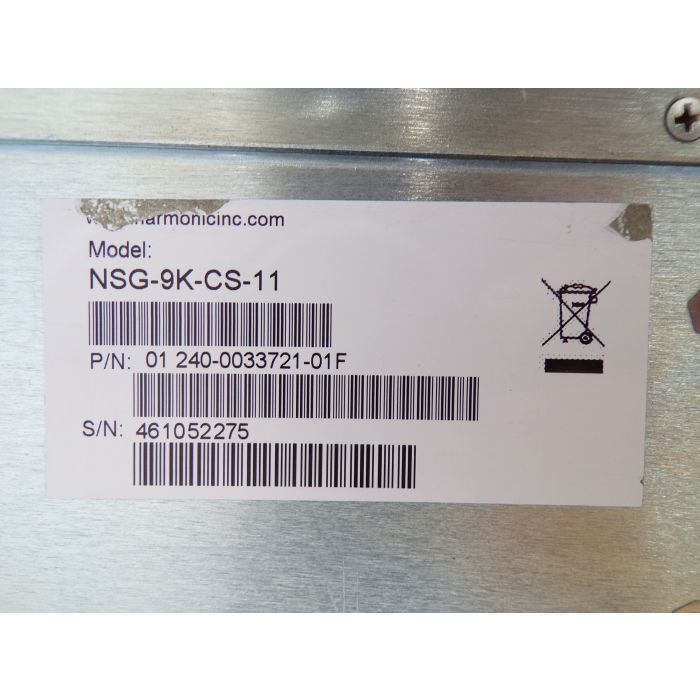 harmonicinc.com
Model:
NSG-9K-CS-11
P/N: 01 240-0033721-01F
S/N: 461052275